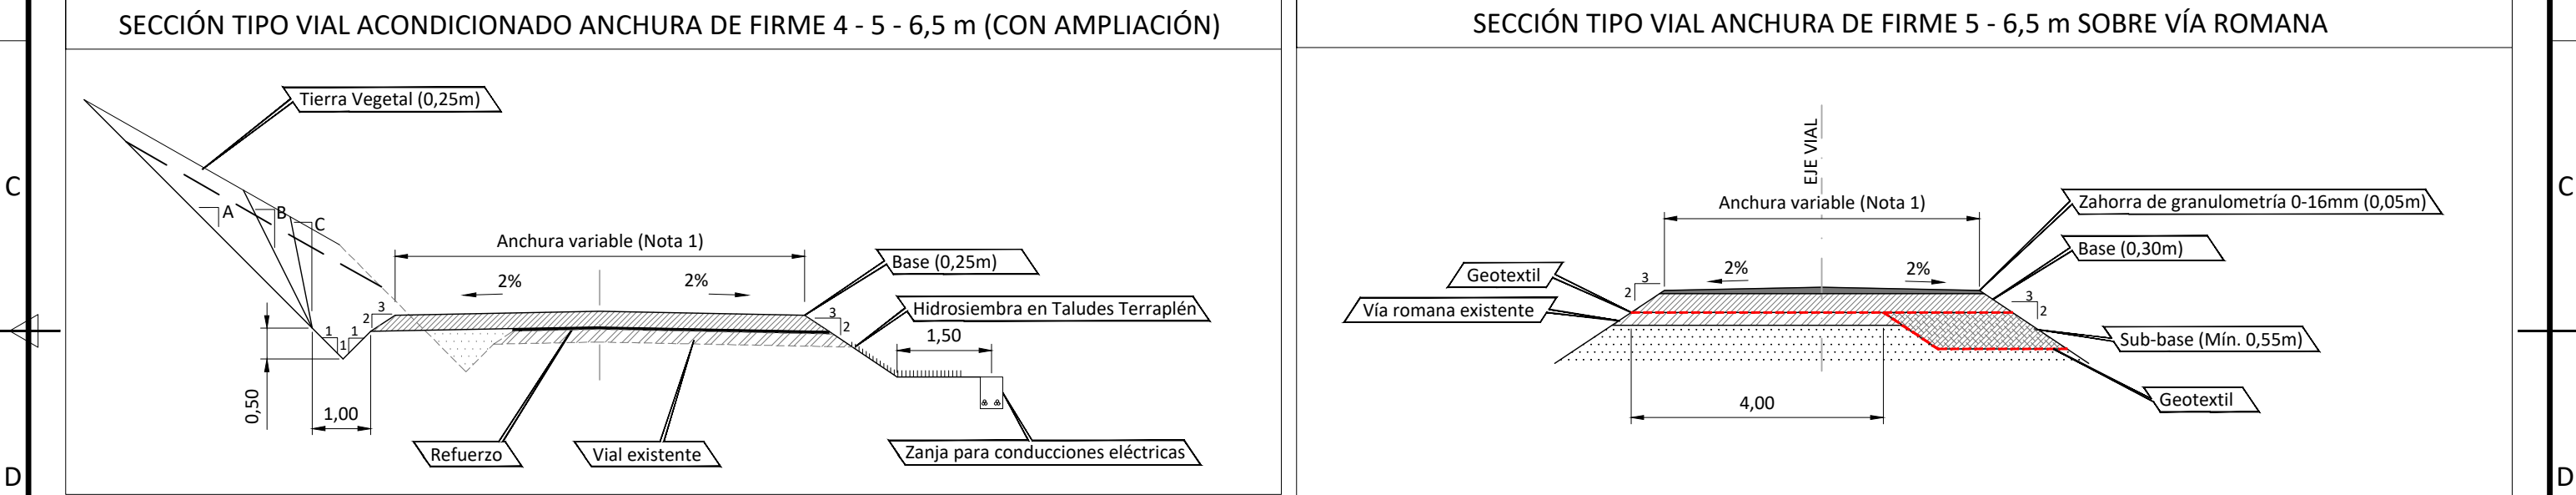 SECCIÓN TIPO VIAL ACONDICIONADO ANCHURA DE FIRME 4 - 5 - 6,5 m (CON AMPLIACIÓN)
Tierra Vegetal (0,25m)
A
B
C
Anchura variable (Nota 1)
2%
2%
Base (0,25m)
Hidrosiembra en Taludes Terraplén
3
2
3
2
1
1
1
1,50
0,50
1,00
Refuerzo
Vial existente
Zanja para conducciones eléctricas
SECCIÓN TIPO VIAL ANCHURA DE FIRME 5 - 6,5 m SOBRE VÍA ROMANA
EJE VIAL
Anchura variable (Nota 1)
Zahorra de granulometría 0-16mm (0,05m)
Base (0,30m)
Geotextil
2%
2%
3
2
3
2
Vía romana existente
Sub-base (Mín. 0,55m)
Geotextil
4,00
C
D
C
D